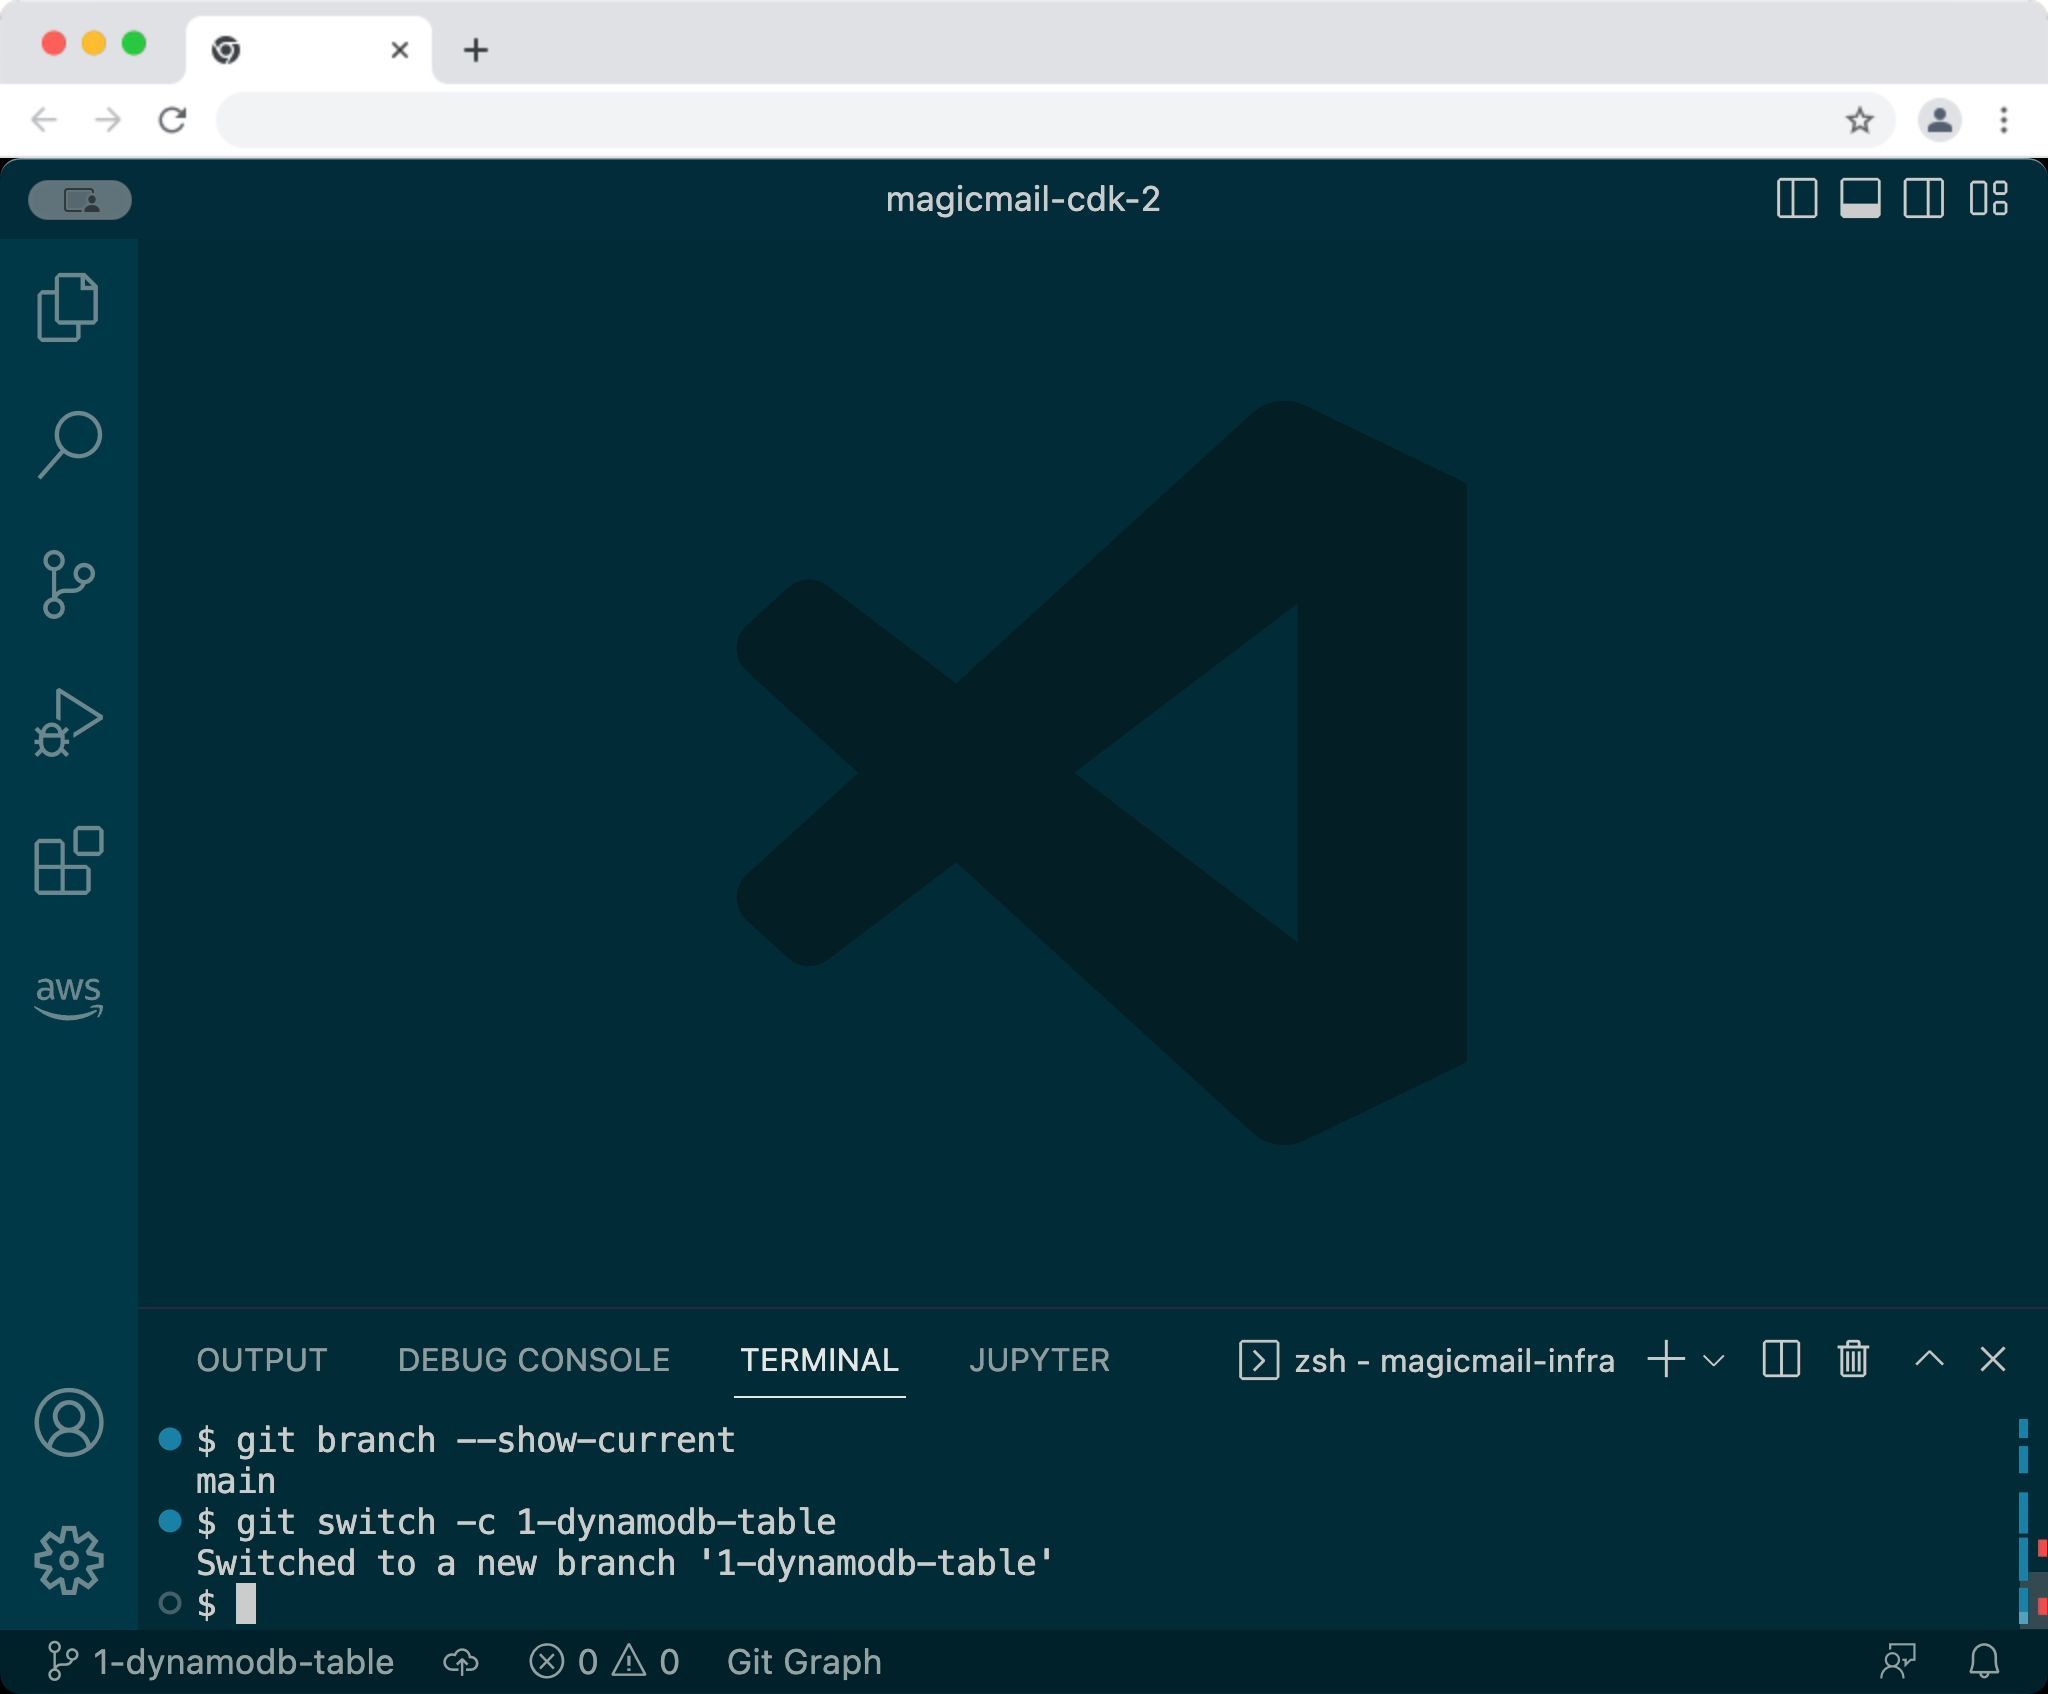 magicmail-cdk-2
aws
OUTPUT DEBUG CONSOLE TERMINAL JUPYTER zsh - magicmail-infra
$ git branch --show-current
main
$ git switch -c 1-dynamodb-table
Switched to a new branch '1-dynamodb-table'
$
1-dynamodb-table 0 0 Git Graph